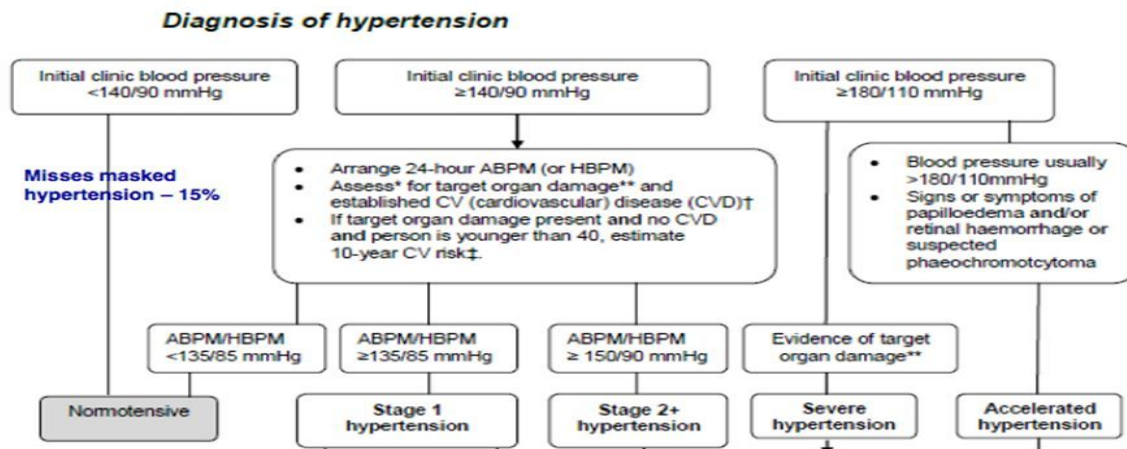 Diagnosis of hypertension
Initial clinic blood pressure
<140/90 mmHg
Initial clinic blood pressure
≥140/90 mmHg
Initial clinic blood pressure
≥180/110 mmHg
Misses masked
hypertension – 15%
• Arrange 24-hour ABPM (or HBPM)
• Assess* for target organ damage** and
established CV (cardiovascular) disease (CVD)†
• If target organ damage present and no CVD
and person is younger than 40, estimate
10-year CV risk‡.
• Blood pressure usually
>180/110mmHg
• Signs or symptoms of
papilloedema and/or
retinal haemorrhage or
suspected
phaeochromotcytoma
ABPM/HBPM
<135/85 mmHg
ABPM/HBPM
≥135/85 mmHg
ABPM/HBPM
≥ 150/90 mmHg
Evidence of target
organ damage**
Normotensive
Stage 1
hypertension
Stage 2+
hypertension
Severe
hypertension
Accelerated
hypertension